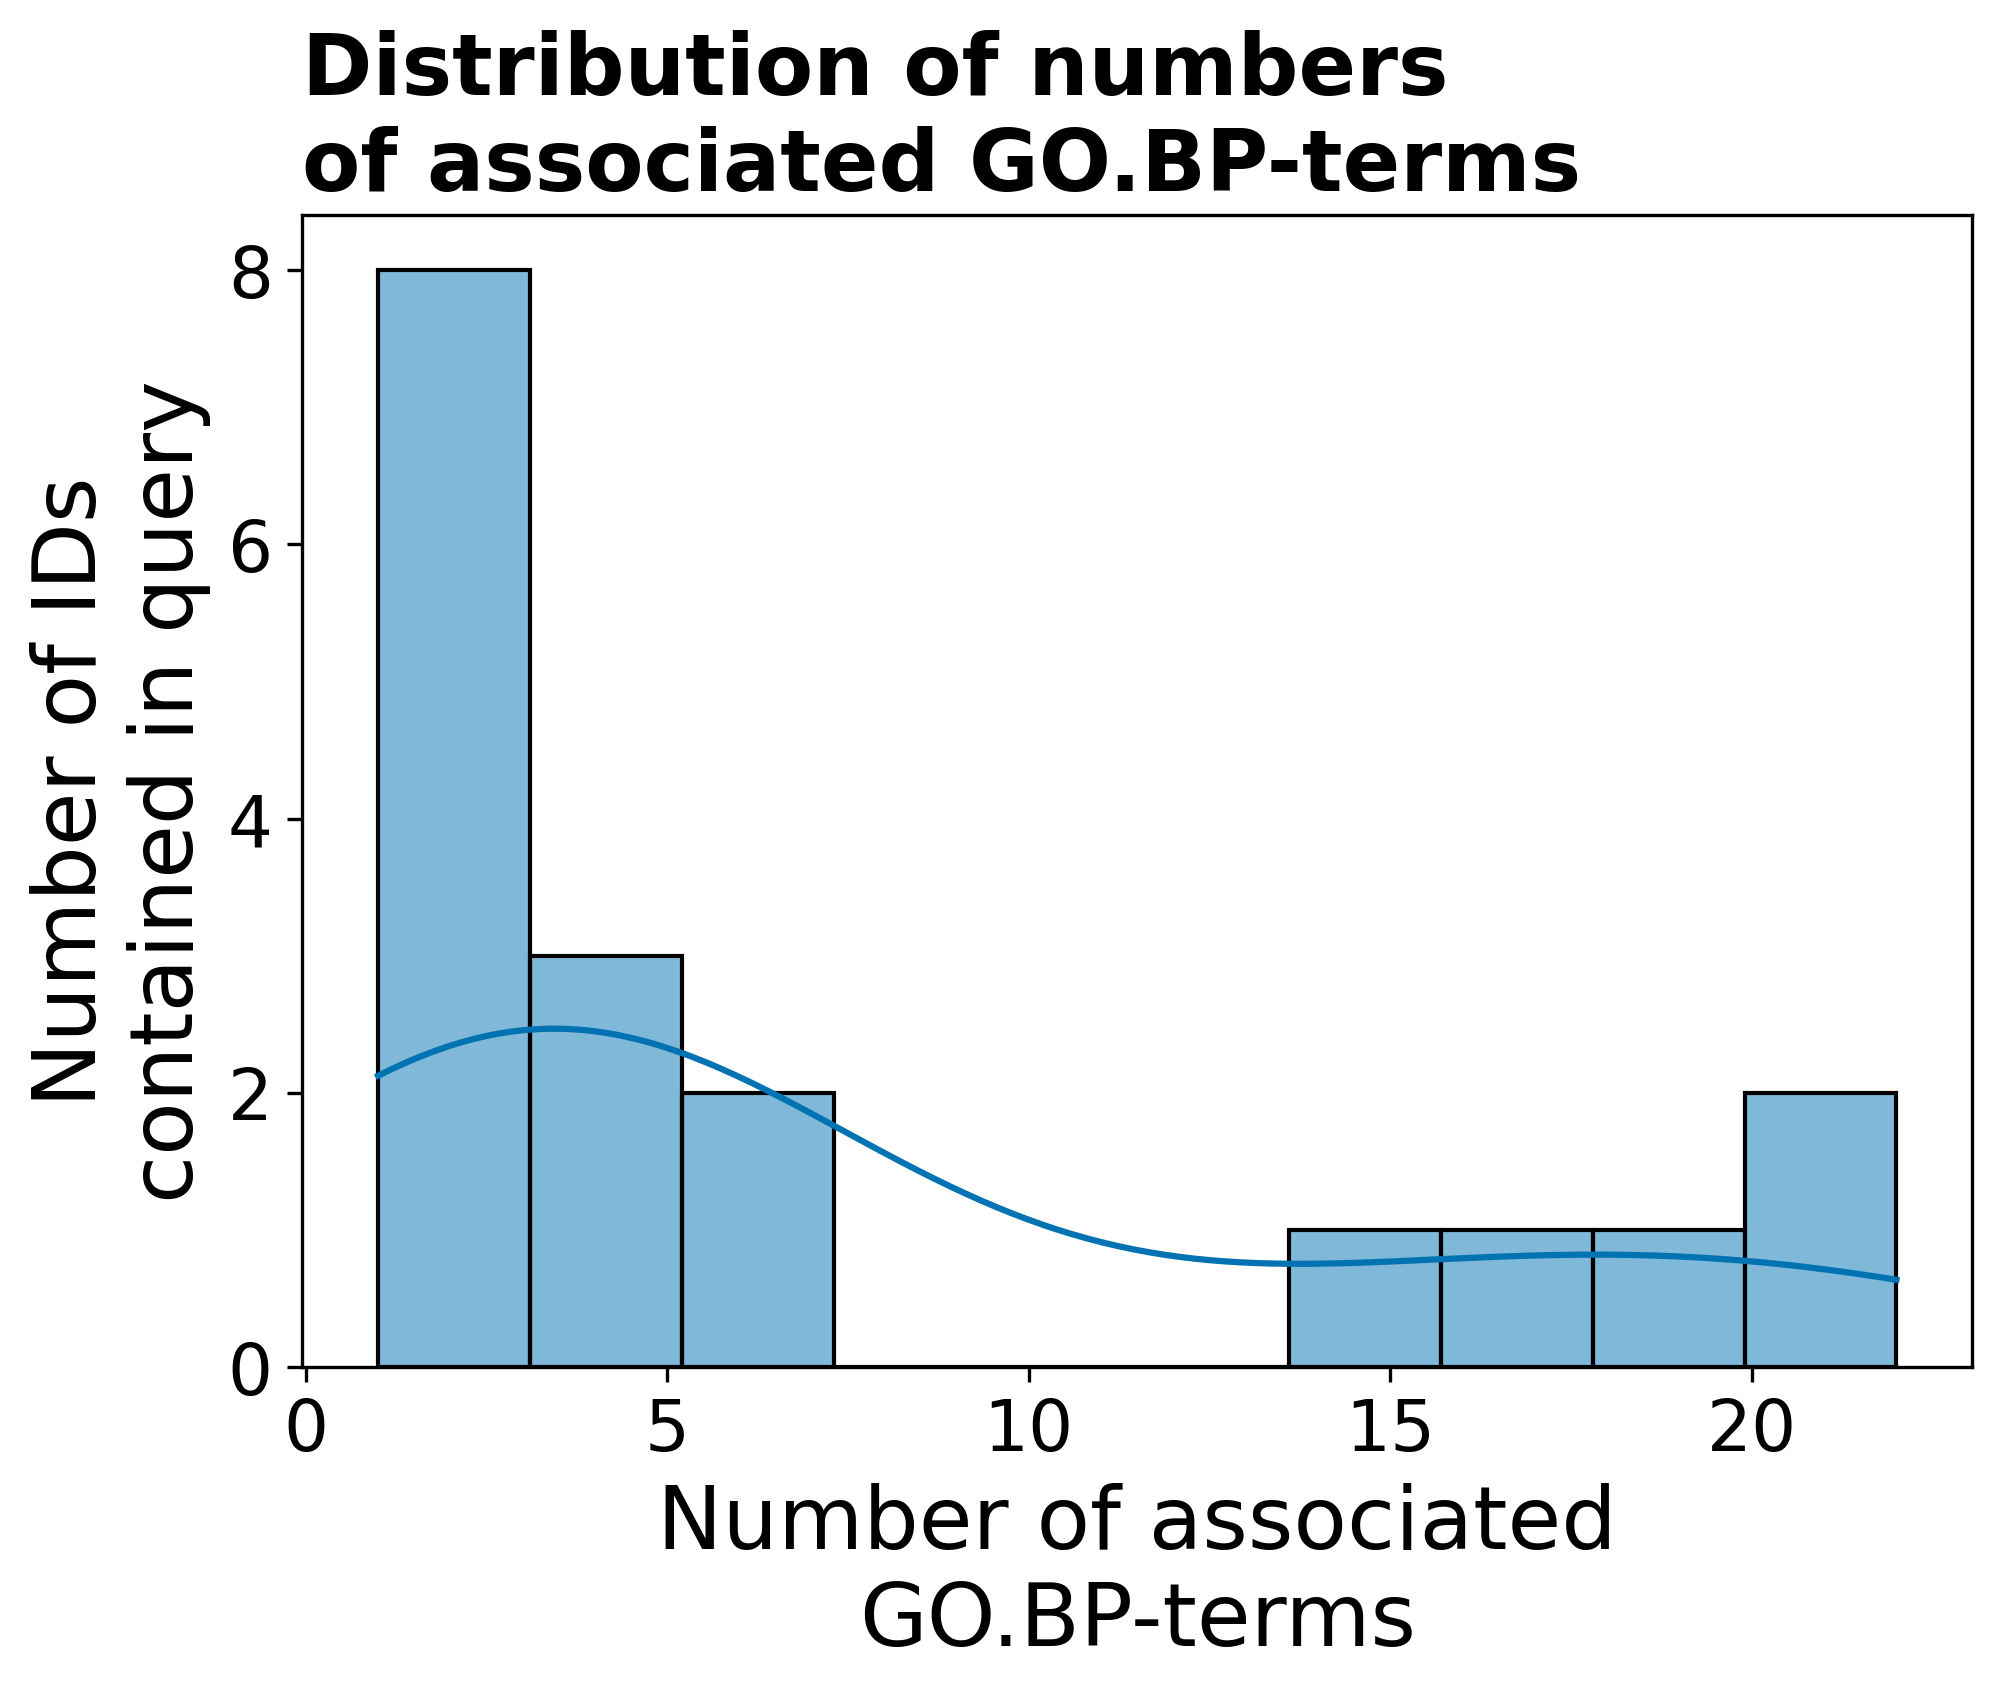 Distribution of numbers
of associated GO.BP-terms
Number of IDs
contained in query
8
6
4
2
0
0 5 10 15 20
Number of associated
GO.BP-terms